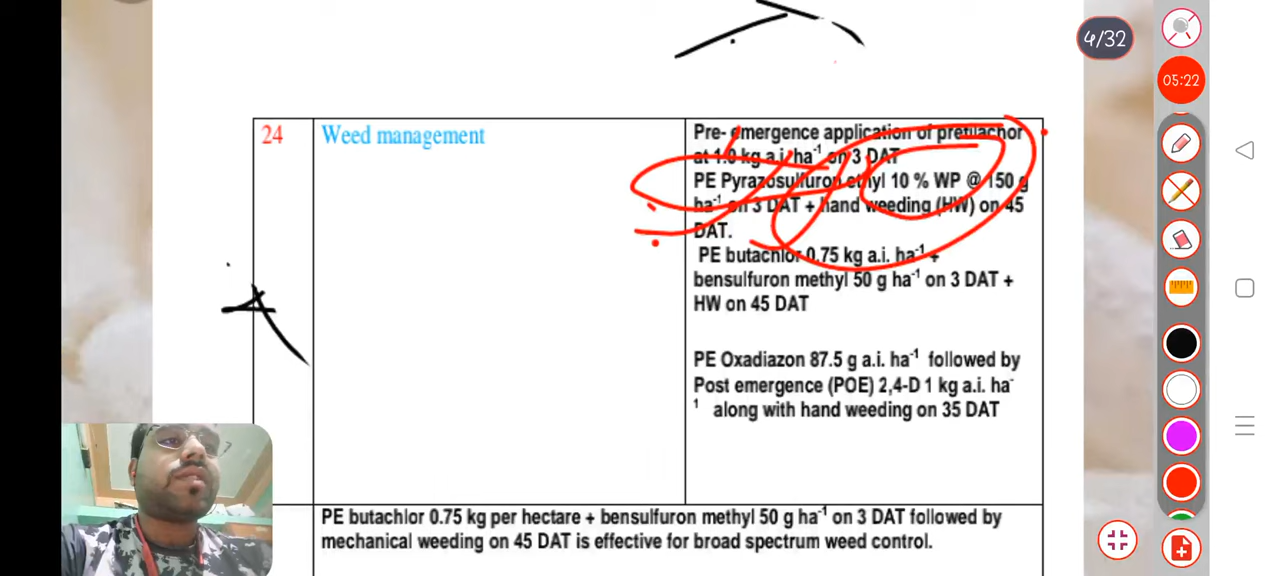 4/32
05:22
24
Weed management
Pre- emergence application of pretilachor
at 1.0 kg a.i. ha⁻¹ on 3 DAT
PE Pyrazosulfuron ethyl 10 % WP @ 150 g
ha⁻¹ on 3 DAT + hand weeding (HW) on 45
DAT.
PE butachlor 0.75 kg a.i. ha⁻¹ +
bensulfuron methyl 50 g ha⁻¹ on 3 DAT +
HW on 45 DAT
PE Oxadiazon 87.5 g a.i. ha⁻¹ followed by
Post emergence (POE) 2,4-D 1 kg a.i. ha⁻
¹ along with hand weeding on 35 DAT
PE butachlor 0.75 kg per hectare + bensulfuron methyl 50 g ha⁻¹ on 3 DAT followed by
mechanical weeding on 45 DAT is effective for broad spectrum weed control.